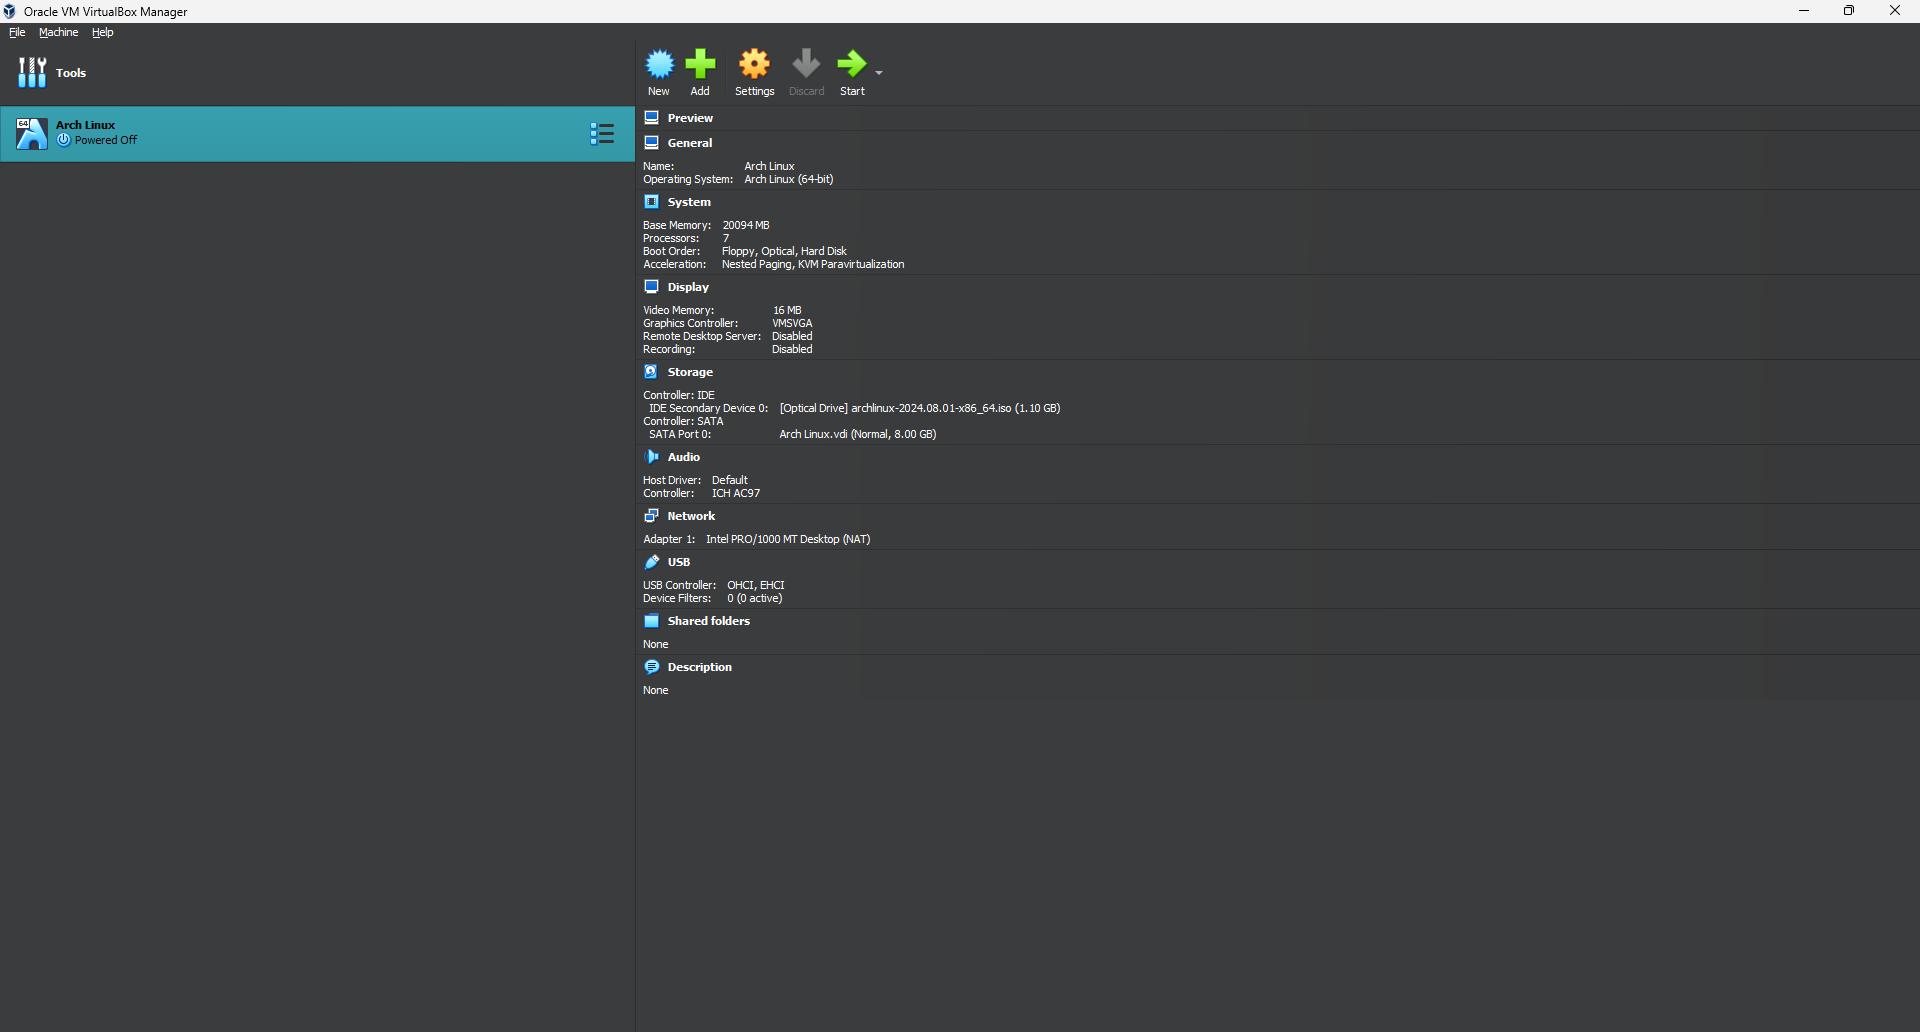 Oracle VM VirtualBox Manager
File Machine Help
Tools
New Add Settings Discard Start
64
Arch Linux
Powered Off
Preview
General
Name: Arch Linux
Operating System: Arch Linux (64-bit)
System
Base Memory: 20094 MB
Processors: 7
Boot Order: Floppy, Optical, Hard Disk
Acceleration: Nested Paging, KVM Paravirtualization
Display
Video Memory: 16 MB
Graphics Controller: VMSVGA
Remote Desktop Server: Disabled
Recording: Disabled
Storage
Controller: IDE
IDE Secondary Device 0: [Optical Drive] archlinux-2024.08.01-x86_64.iso (1.10 GB)
Controller: SATA
SATA Port 0: Arch Linux.vdi (Normal, 8.00 GB)
Audio
Host Driver: Default
Controller: ICH AC97
Network
Adapter 1: Intel PRO/1000 MT Desktop (NAT)
USB
USB Controller: OHCI, EHCI
Device Filters: 0 (0 active)
Shared folders
None
Description
None